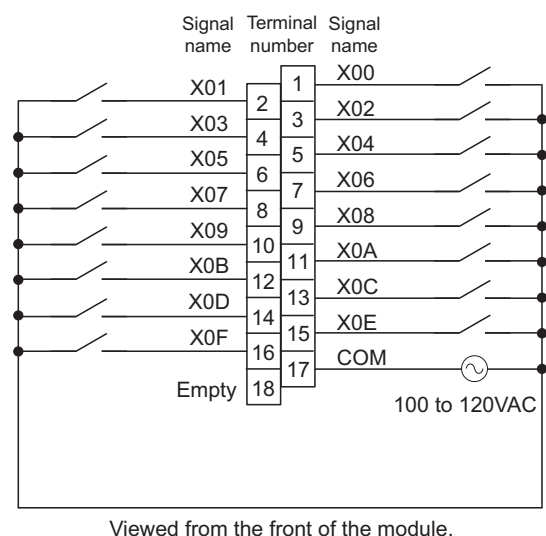 Signal Terminal Signal
name number name
1 X00
X01 2
3 X02
X03 4
5 X04
X05 6
7 X06
X07 8
9 X08
X09 10
11 X0A
X0B 12
13 X0C
X0D 14
15 X0E
X0F 16
17 COM
Empty 18
100 to 120VAC
Viewed from the front of the module.